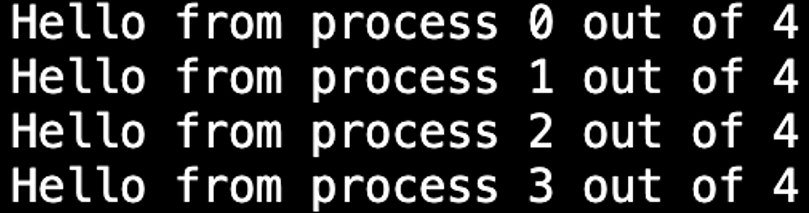 Hello from process 0 out of 4
Hello from process 1 out of 4
Hello from process 2 out of 4
Hello from process 3 out of 4